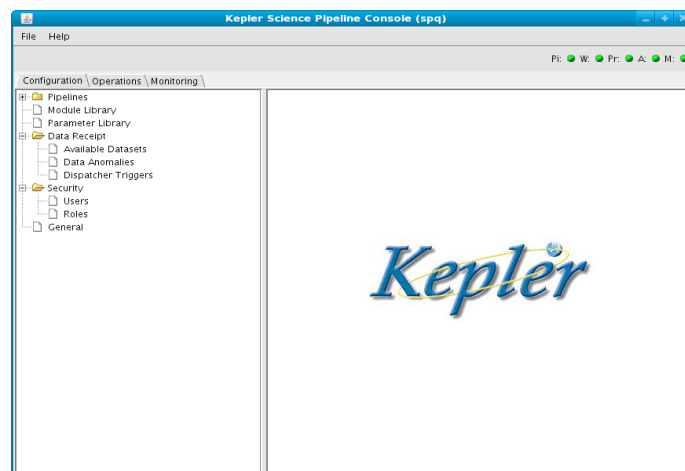 Kepler Science Pipeline Console (spq)
File Help
Pi: W: Pr: A: M:
Configuration Operations Monitoring
Pipelines
Module Library
Parameter Library
Data Receipt
Available Datasets
Data Anomalies
Dispatcher Triggers
Security
Users
Roles
General
Kepler